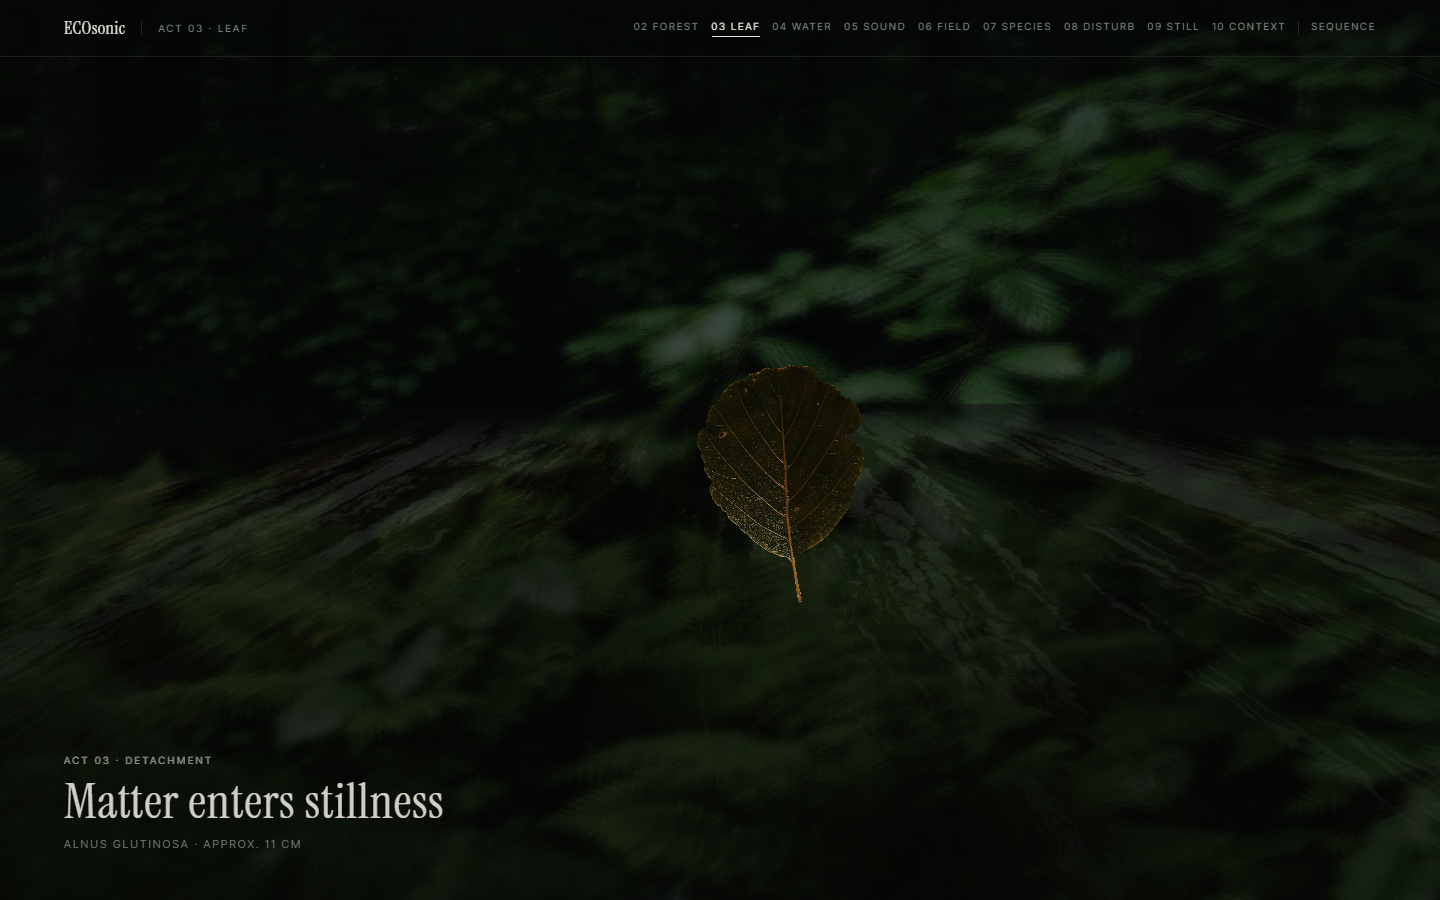 ECOsonic
ACT 03 · LEAF
02 FOREST 03 LEAF 04 WATER 05 SOUND 06 FIELD 07 SPECIES 08 DISTURB 09 STILL 10 CONTEXT SEQUENCE
ACT 03 · DETACHMENT
Matter enters stillness
ALNUS GLUTINOSA · APPROX. 11 CM